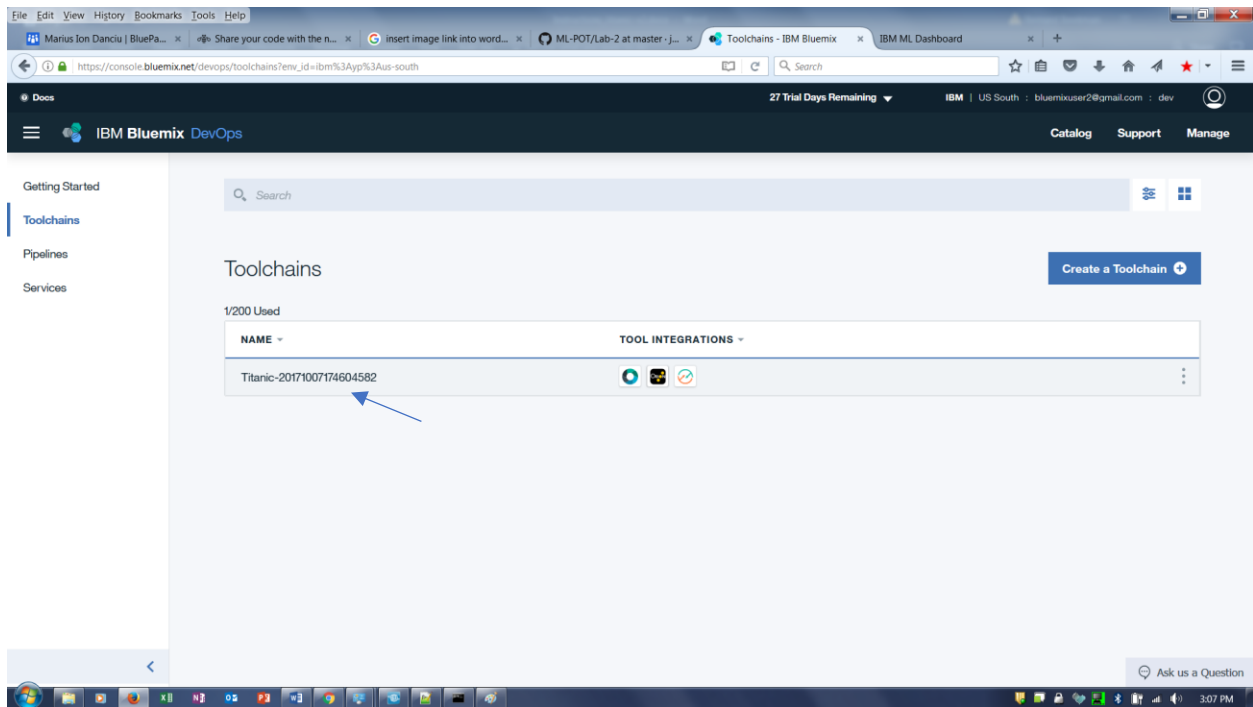 File Edit View History Bookmarks Tools Help
Marius Ion Danciu | BluePa... × Share your code with the n... × insert image link into word... × ML-POT/Lab-2 at master · j... × Toolchains - IBM Bluemix × IBM ML Dashboard × +
https://console.bluemix.net/devops/toolchains?env_id=ibm%3Ayp%3Aus-south Search
Docs 27 Trial Days Remaining IBM | US South : bluemixuser2@gmail.com : dev
IBM Bluemix DevOps Catalog Support Manage
Getting Started
Search
Toolchains
Pipelines
Toolchains
Create a Toolchain
Services
1/200 Used
NAME TOOL INTEGRATIONS
Titanic-20171007174604582
Ask us a Question
3:07 PM